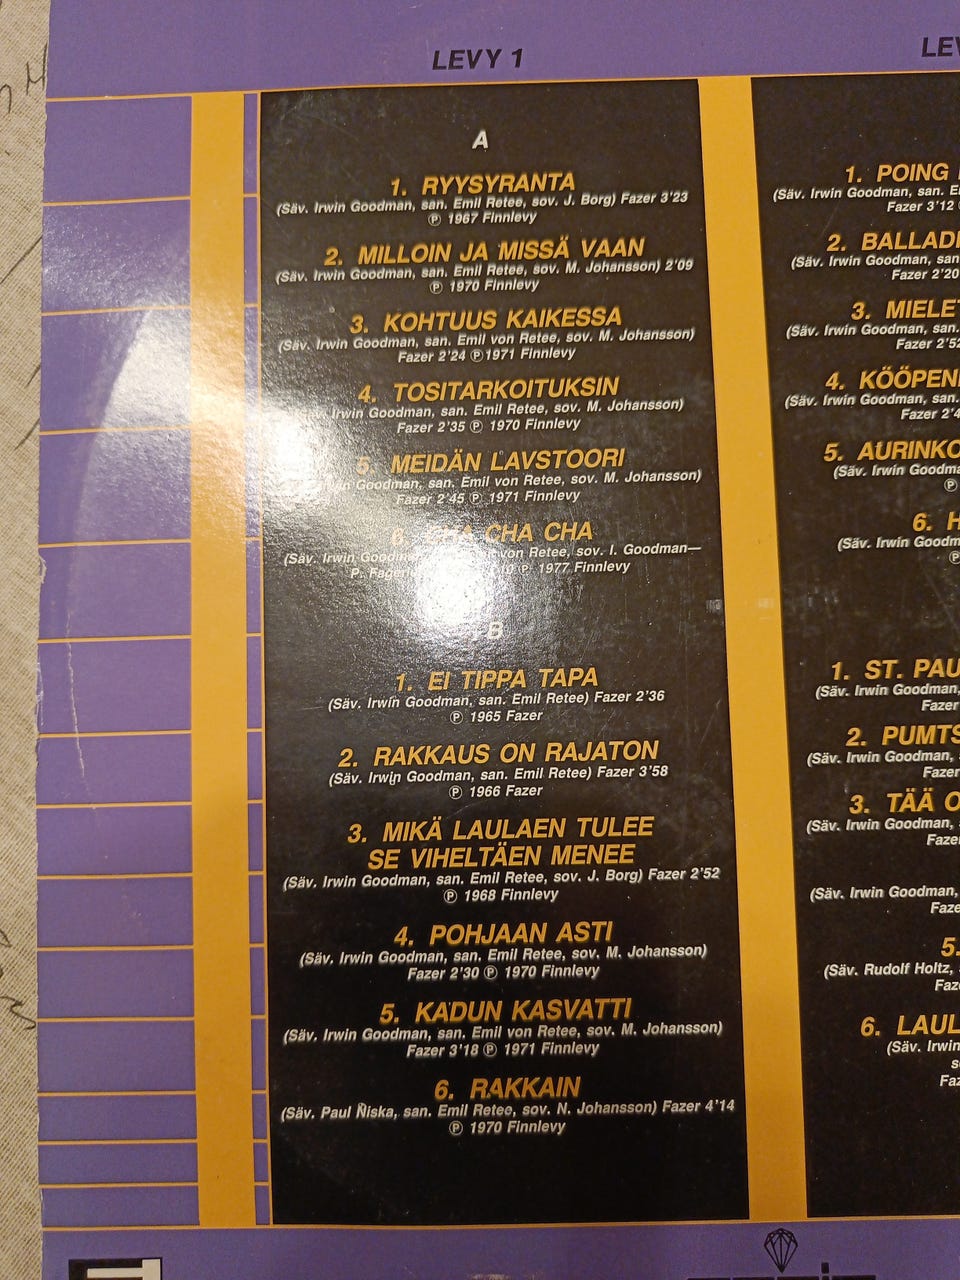 LEVY 1
A
1. RYYSYRANTA
(Säv. Irwin Goodman, san. Emil Retee, sov. J. Borg) Fazer 3'23
Ⓟ 1967 Finnlevy
2. MILLOIN JA MISSÄ VAAN
(Säv. Irwin Goodman, san. Emil Retee, sov. M. Johansson) 2'09
Ⓟ 1970 Finnlevy
3. KOHTUUS KAIKESSA
(Säv. Irwin Goodman, san. Emil von Retee, sov. M. Johansson)
Fazer 2'24 Ⓟ 1971 Finnlevy
4. TOSITARKOITUKSIN
(Säv. Irwin Goodman, san. Emil Retee, sov. M. Johansson)
Fazer 2'35 Ⓟ 1970 Finnlevy
5. MEIDÄN LAVSTOORI
Goodman, san. Emil von Retee, sov. M. Johansson)
Fazer 2'45 Ⓟ 1971 Finnlevy
6. CHA CHA CHA
(Säv. Irwin von Retee, sov. I. Goodman—
P. Ⓟ 1977 Finnlevy
B
1. EI TIPPA TAPA
(Säv. Irwin Goodman, san. Emil Retee) Fazer 2'36
Ⓟ 1965 Fazer
2. RAKKAUS ON RAJATON
(Säv. Irwin Goodman, san. Emil Retee) Fazer 3'58
Ⓟ 1966 Fazer
3. MIKÄ LAULAEN TULEE
SE VIHELTÄEN MENEE
(Säv. Irwin Goodman, san. Emil Retee, sov. J. Borg) Fazer 2'52
Ⓟ 1968 Finnlevy
4. POHJAAN ASTI
(Säv. Irwin Goodman, san. Emil Retee, sov. M. Johansson)
Fazer 2'30 Ⓟ 1970 Finnlevy
5. KADUN KASVATTI
(Säv. Irwin Goodman, san. Emil von Retee, sov. M. Johansson)
Fazer 3'18 Ⓟ 1971 Finnlevy
6. RAKKAIN
(Säv. Paul Niska, san. Emil Retee, sov. N. Johansson) Fazer 4'14
Ⓟ 1970 Finnlevy
1. POING
(Säv. Irwin Goodman, san.
Fazer 3'12
2.
(Säv. Irwin Goodman, san.
Fazer 2'20
3.
(Säv. Irwin Goodman, san.
Fazer
4.
(Säv. Irwin Goodman, san.
Fazer
5.
(Säv. Irwin
Ⓟ
6.
(Säv. Irwin
Ⓟ
1. ST.
(Säv. Irwin Goodman,
Fazer
2.
(Säv. Irwin Goodman,
Fazer
3. TÄÄ
(Säv. Irwin Goodman,
Fazer
(Säv. Irwin Goodman,
5.
(Säv. Rudolf Holtz,
6.
(Säv. Irwin